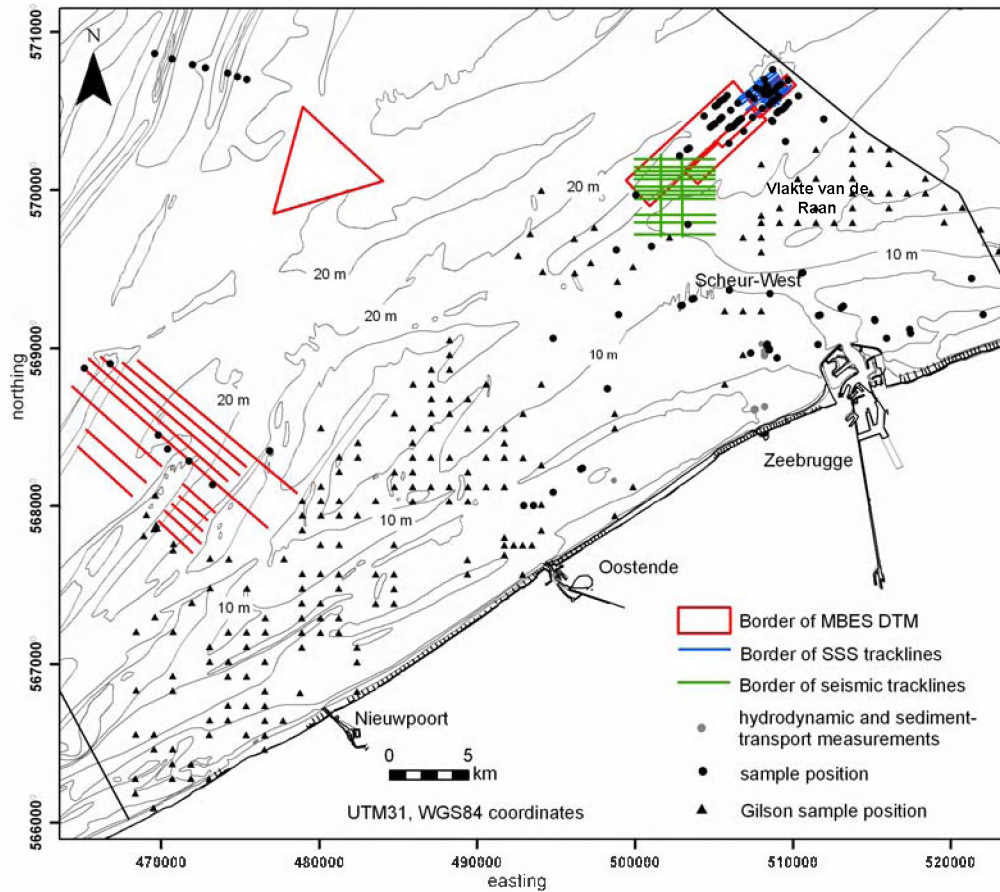 N
571000
570000
569000
568000
567000
566000
northing
20 m
20 m
20 m
20 m
10 m
10 m
10 m
10 m
Vlakte van de
Raan
Scheur-West
Zeebrugge
Oostende
Nieuwpoort
0 5
km
UTM31, WGS84 coordinates
Border of MBES DTM
Border of SSS tracklines
Border of seismic tracklines
hydrodynamic and sediment-
transport measurements
sample position
Gilson sample position
470000 480000 490000 500000 510000 520000
easting